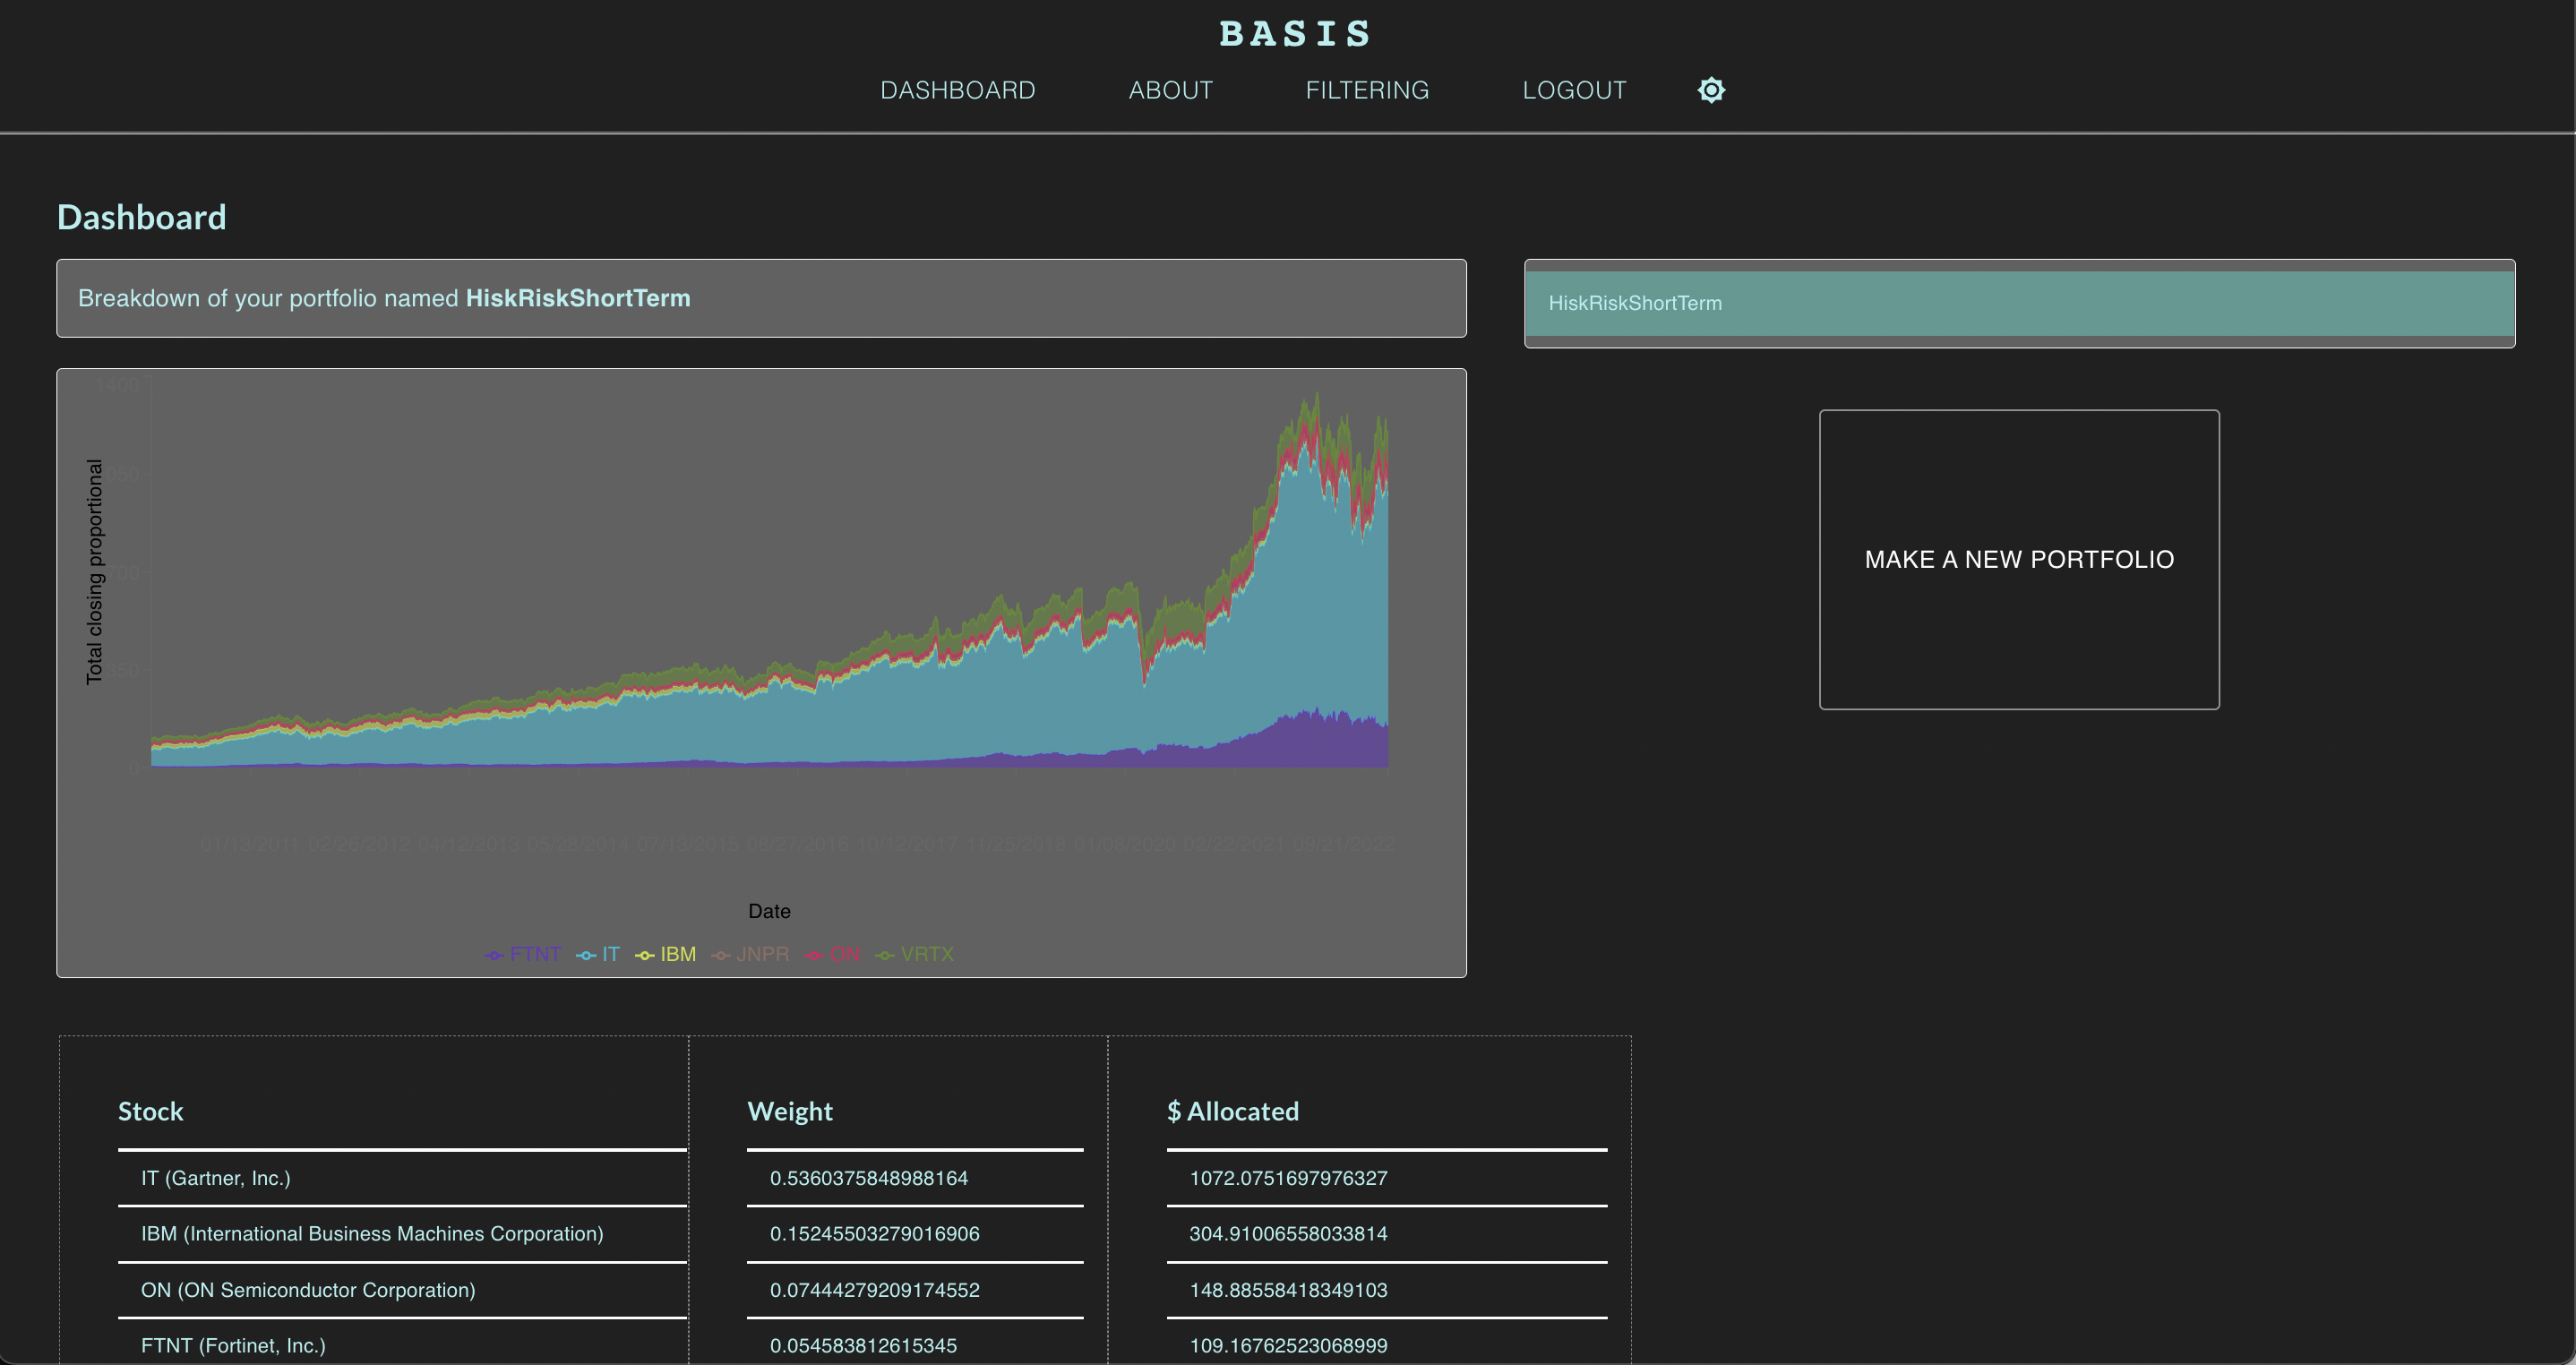 BASIS
DASHBOARD ABOUT FILTERING LOGOUT
Dashboard
Breakdown of your portfolio named HiskRiskShortTerm
HiskRiskShortTerm
MAKE A NEW PORTFOLIO
1400
700
350
0
Total closing proportional
01/13/2011 02/26/2012 04/12/2013 05/28/2014 07/13/2015 08/27/2016 10/12/2017 11/25/2018 01/08/2020 02/22/2021 09/21/2022
Date
FTNT IT IBM JNPR ON VRTX
Stock Weight $ Allocated
IT (Gartner, Inc.) 0.5360375848988164 1072.0751697976327
IBM (International Business Machines Corporation) 0.15245503279016906 304.91006558033814
ON (ON Semiconductor Corporation) 0.07444279209174552 148.88558418349103
FTNT (Fortinet, Inc.) 0.054583812615345 109.16762523068999